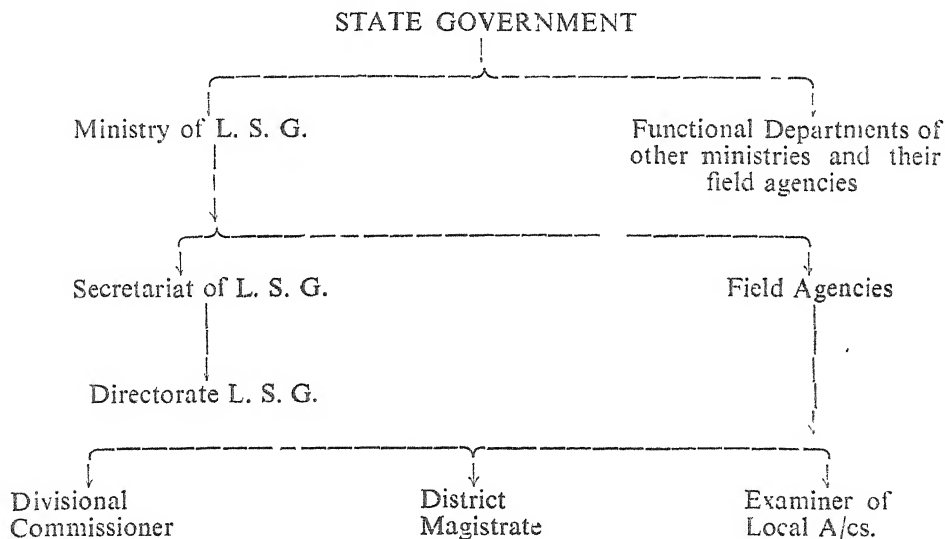 STATE GOVERNMENT
Ministry of L. S. G.
Functional Departments of
other ministries and their
field agencies
Secretariat of L. S. G.
Field Agencies
Directorate L. S. G.
Divisional
Commissioner
District
Magistrate
Examiner of
Local A/cs.